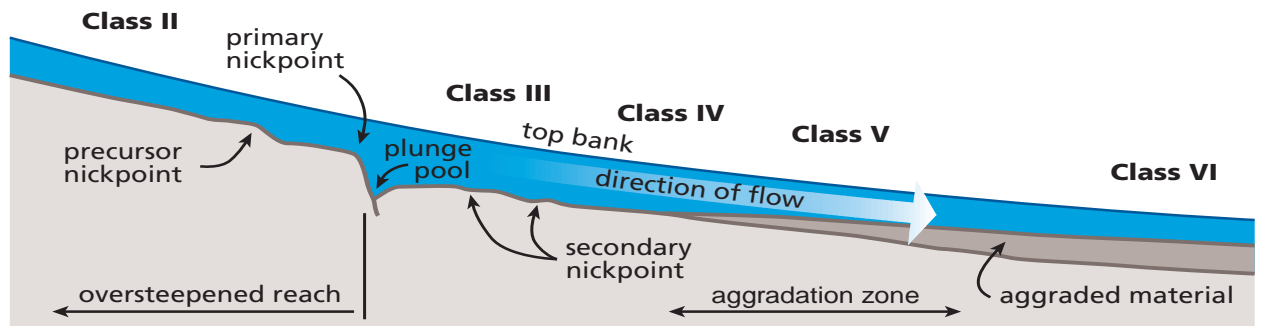 Class II
primary
nickpoint
Class III
Class IV
top bank
Class V
precursor
nickpoint
plunge
pool
direction of flow
Class VI
secondary
nickpoint
oversteepened reach
aggradation zone
aggraded material